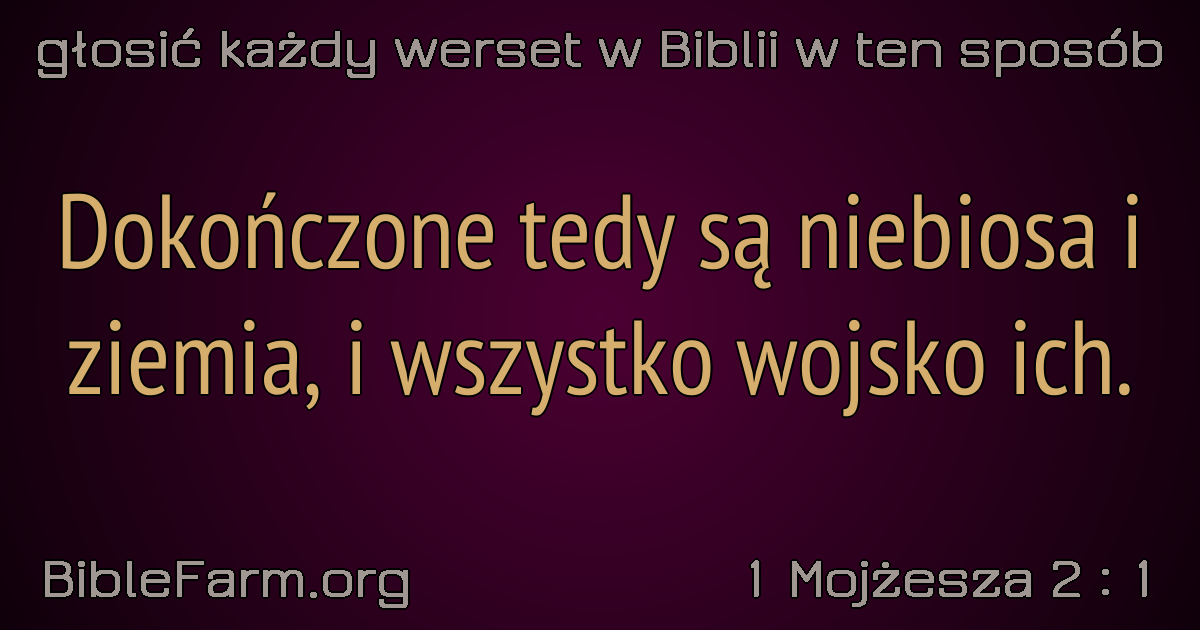 głosić każdy werset w Biblii w ten sposób
Dokończone tedy są niebiosa i
ziemia, i wszystko wojsko ich.
BibleFarm.org
1 Mojżesza 2 : 1